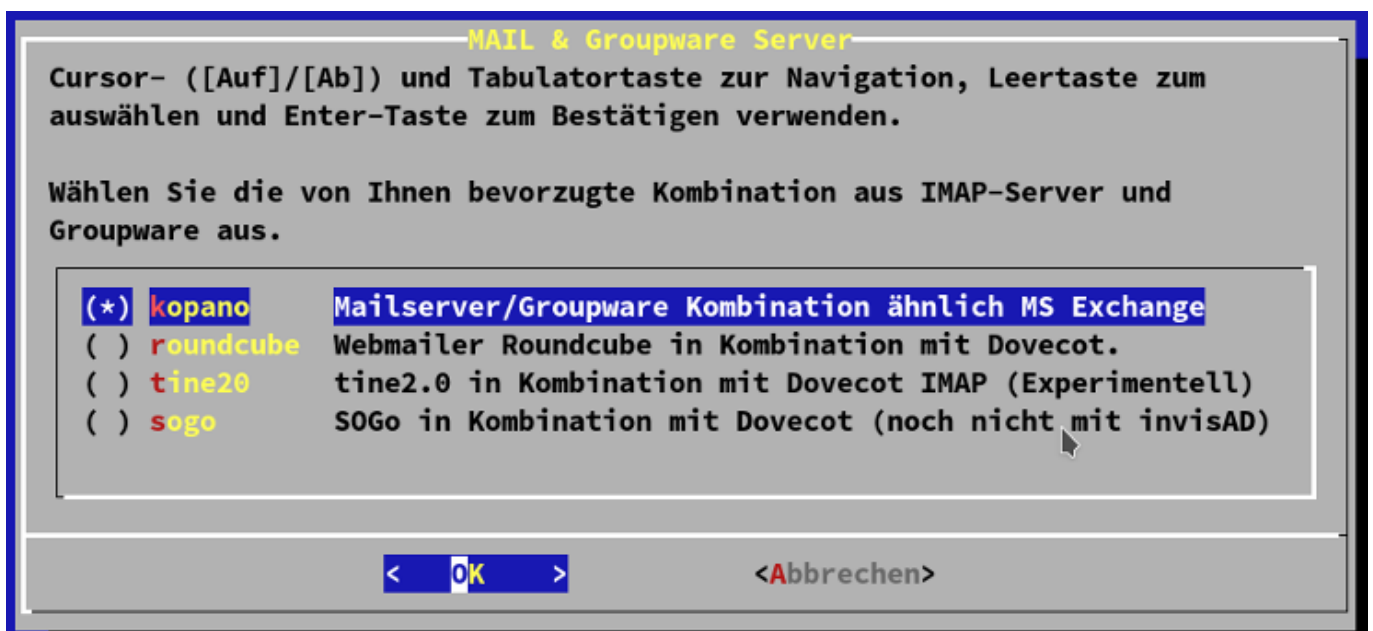 MAIL & Groupware Server
Cursor- ([Auf]/[Ab]) und Tabulatortaste zur Navigation, Leertaste zum
auswählen und Enter-Taste zum Bestätigen verwenden.
Wählen Sie die von Ihnen bevorzugte Kombination aus IMAP-Server und
Groupware aus.
(*) kopano Mailserver/Groupware Kombination ähnlich MS Exchange
( ) roundcube Webmailer Roundcube in Kombination mit Dovecot.
( ) tine20 tine2.0 in Kombination mit Dovecot IMAP (Experimentell)
( ) sogo SOGo in Kombination mit Dovecot (noch nicht mit invisAD)
< OK > <Abbrechen>